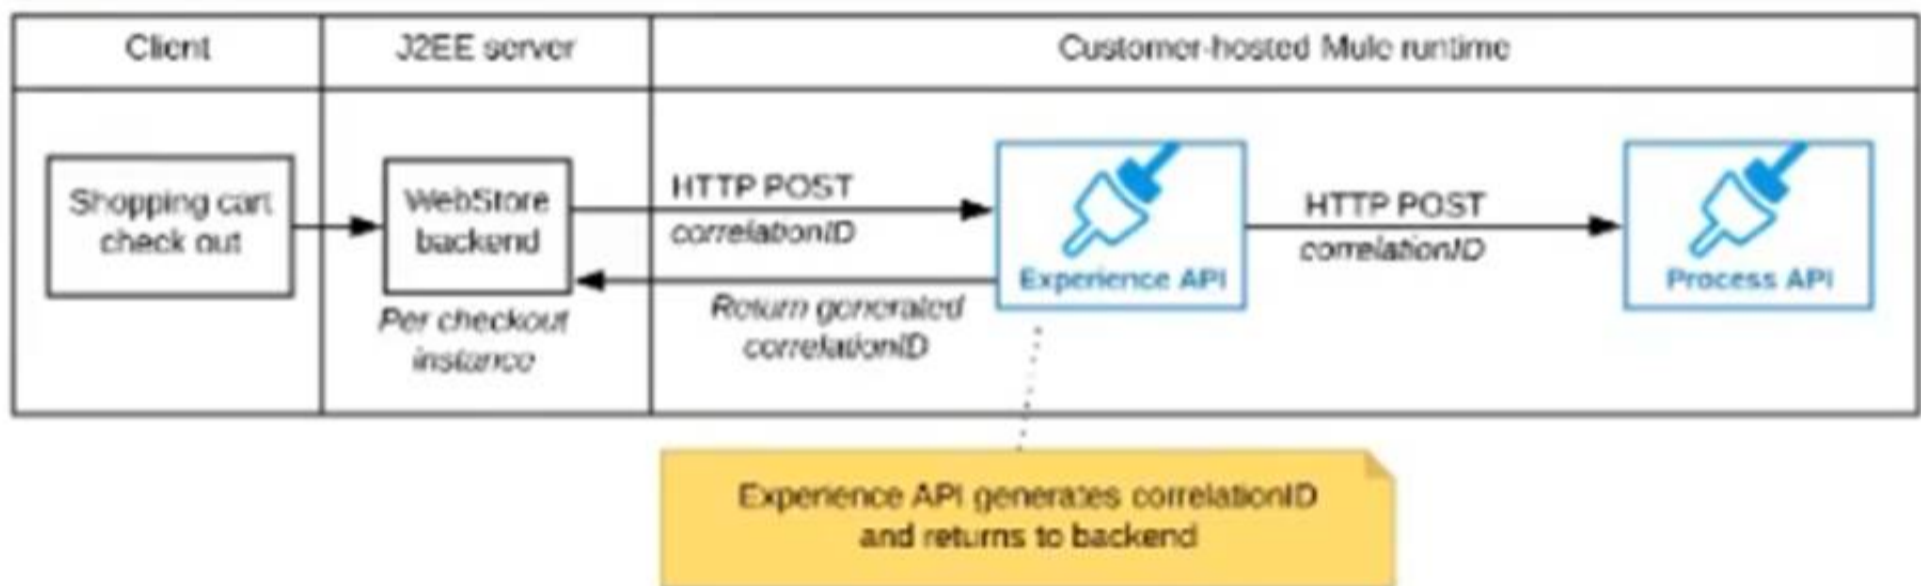 Client
J2EE server
Customer-hosted Mule runtime
Shopping cart
check out
WebStore
backend
Per checkout
instance
HTTP POST
correlationID
Return generated
correlationID
Experience API
HTTP POST
correlationID
Process API
Experience API generates correlationID
and returns to backend